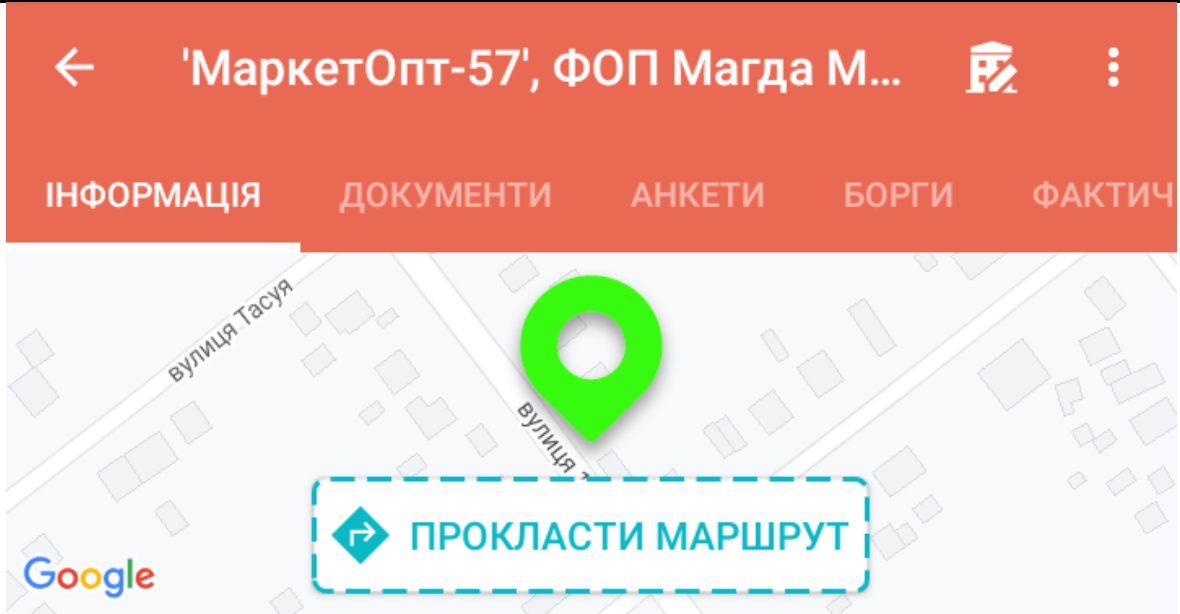 'МаркетОпт-57', ФОП Магда М...
ІНФОРМАЦІЯ ДОКУМЕНТИ АНКЕТИ БОРГИ ФАКТИЧ
вулиця Тасуя
вулиця
ПРОКЛАСТИ МАРШРУТ
Google